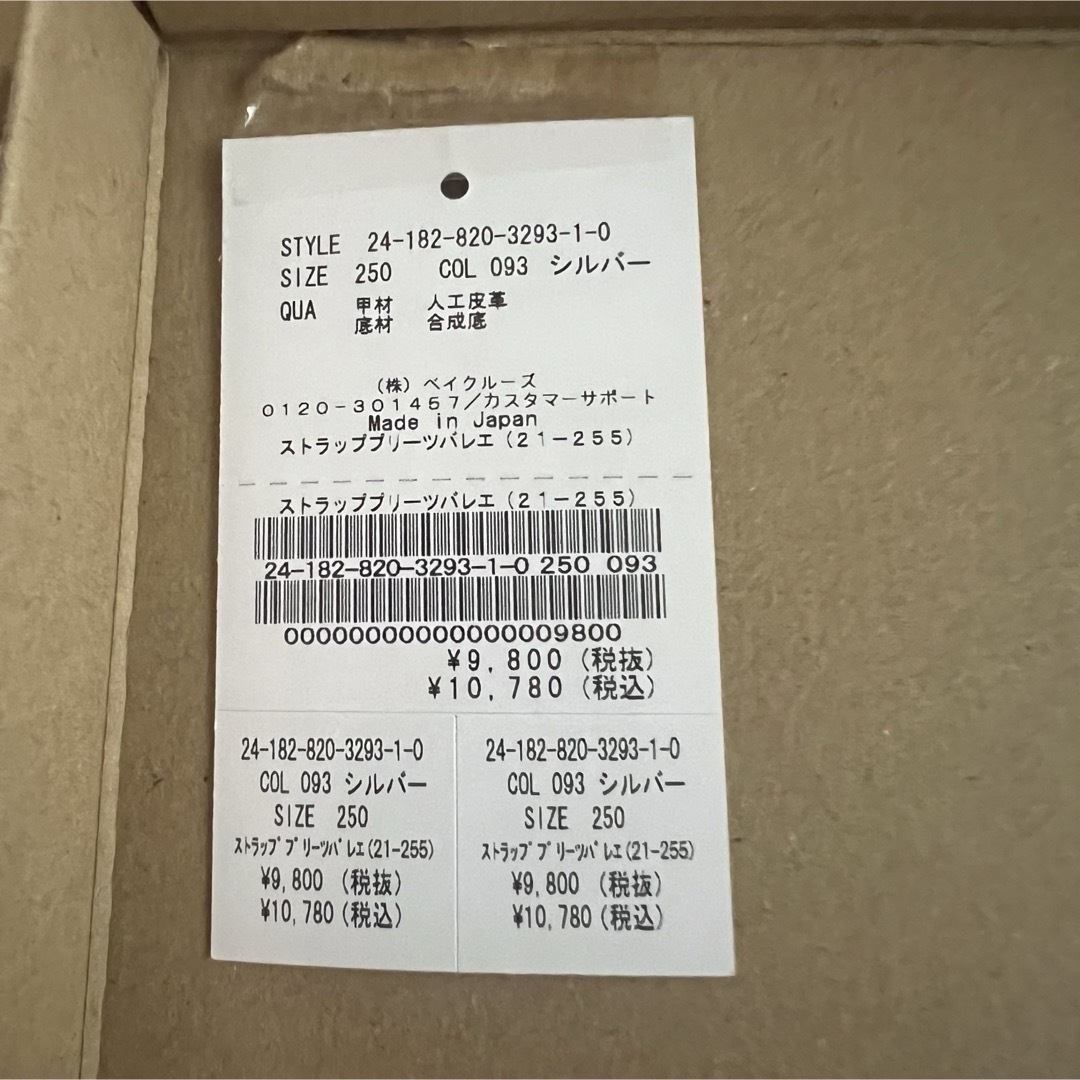 STYLE 24-182-820-3293-1-0
SIZE 250 COL 093 シルバー
QUA 甲材 人工皮革
底材 合成底
(株)ベイクルーズ
0120-301457/カスタマーサポート
Made in Japan
ストラッププリーツバレエ(21-255)
ストラッププリーツバレエ(21-255)
24-182-820-3293-1-0 250 093
00000000000000009800
¥9,800(税抜)
¥10,780(税込)
24-182-820-3293-1-0
COL 093 シルバー
SIZE 250
ストラッププリーツバレエ(21-255)
¥9,800(税抜)
¥10,780(税込)
24-182-820-3293-1-0
COL 093 シルバー
SIZE 250
ストラッププリーツバレエ(21-255)
¥9,800(税抜)
¥10,780(税込)